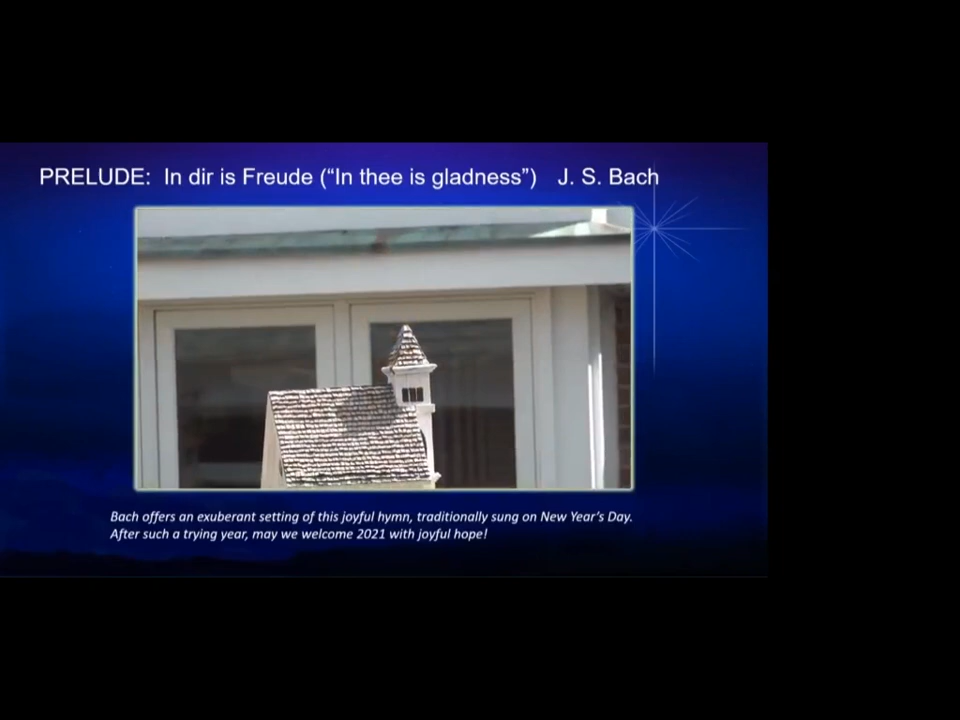 PRELUDE: In dir is Freude (“In thee is gladness”) J. S. Bach
Bach offers an exuberant setting of this joyful hymn, traditionally sung on New Year’s Day.
After such a trying year, may we welcome 2021 with joyful hope!